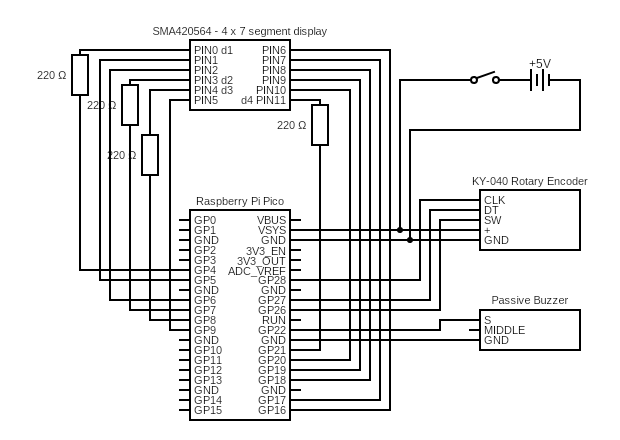 SMA420564 - 4 x 7 segment display
PIN0 d1 PIN6
PIN1 PIN7
PIN2 PIN8
PIN3 d2 PIN9
PIN4 d3 PIN10
PIN5 d4 PIN11
220 Ω
220 Ω
220 Ω
220 Ω
+5V
KY-040 Rotary Encoder
CLK
DT
SW
+
GND
Raspberry Pi Pico
GP0 VBUS
GP1 VSYS
GND GND
GP2 3V3_EN
GP3 3V3_OUT
GP4 ADC_VREF
GP5 GP28
GND GND
GP6 GP27
GP7 GP26
GP8 RUN
GP9 GP22
GND GND
GP10 GP21
GP11 GP20
GP12 GP19
GP13 GP18
GND GND
GP14 GP17
GP15 GP16
Passive Buzzer
S
MIDDLE
GND